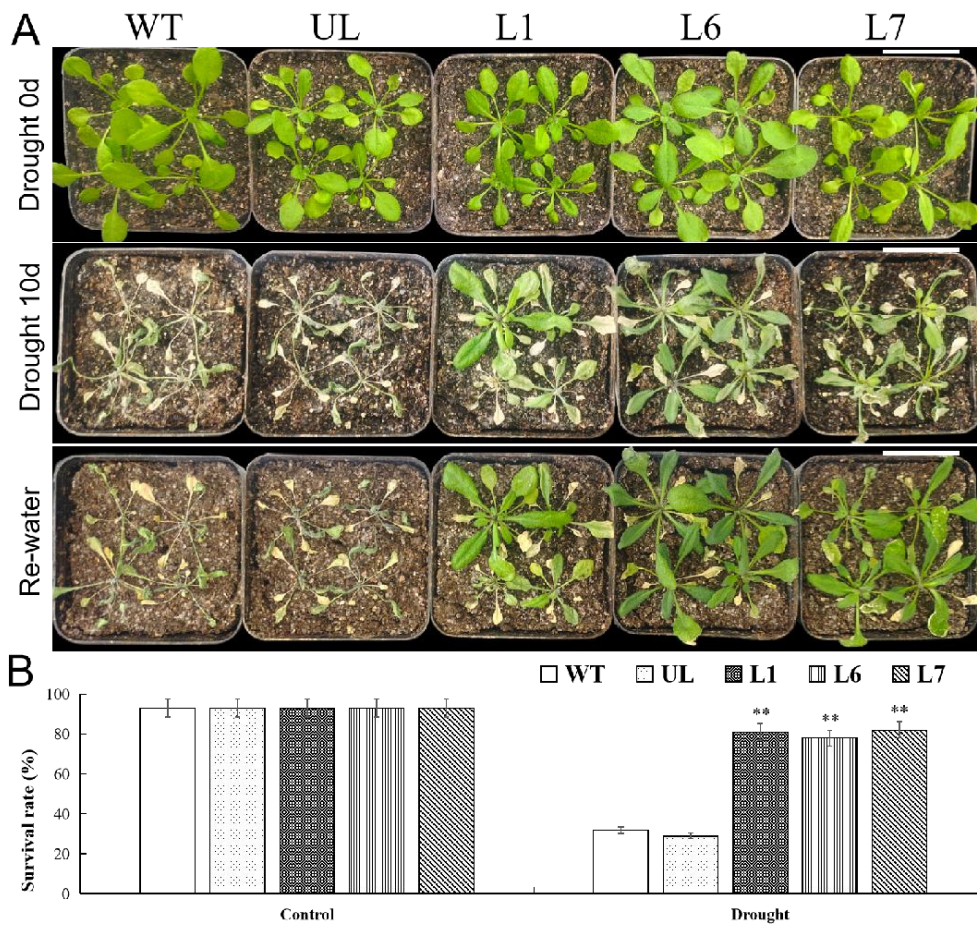 A
WT UL L1 L6 L7
Drought 0d
Drought 10d
Re-water
B
WT UL L1 L6 L7
Survival rate (%)
100
80
60
40
20
0
** ** **
Control Drought